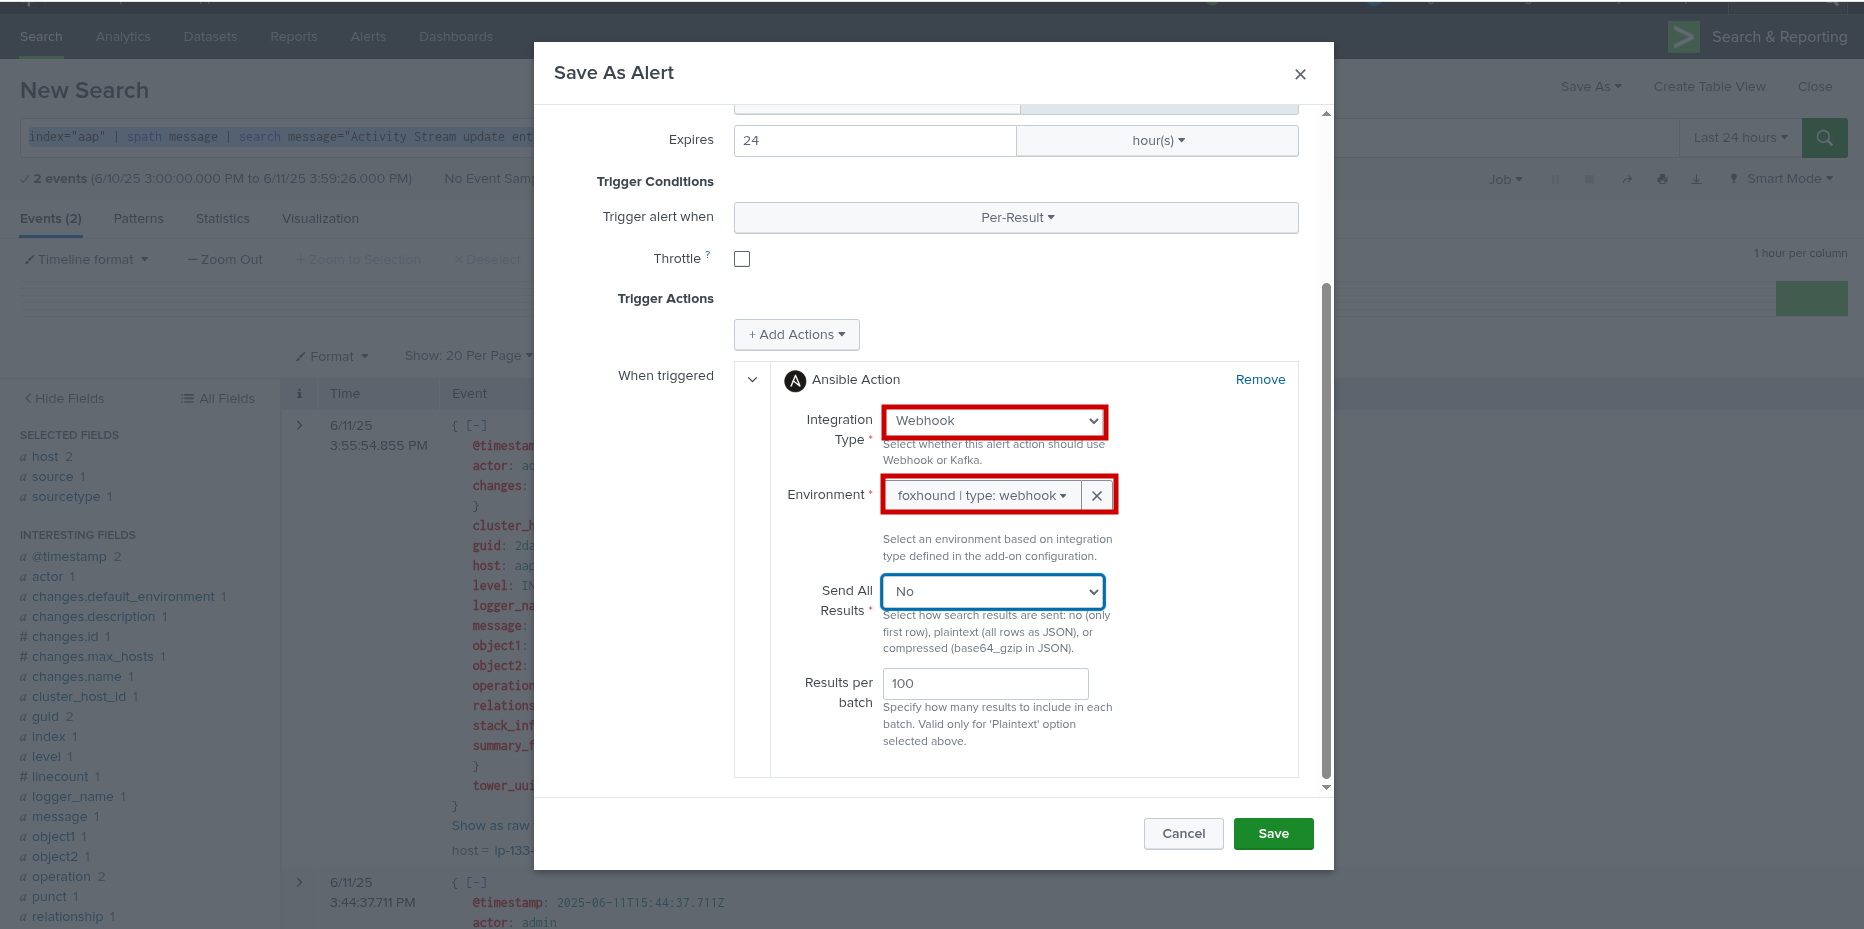 Search Analytics Datasets Reports Alerts Dashboards
Search & Reporting
New Search
Save As Create Table View Close
index="aap" | spath message | search message="Activity Stream update ent
Last 24 hours
2 events (6/10/25 3:00:00.000 PM to 6/11/25 3:59:26.000 PM) No Event Samp
Job Smart Mode
Events (2) Patterns Statistics Visualization
Timeline format — Zoom Out + Zoom to Selection × Deselect
1 hour per column
Format Show: 20 Per Page
< Hide Fields All Fields
i Time Event
SELECTED FIELDS
a host 2
a source 1
a sourcetype 1
INTERESTING FIELDS
a @timestamp 2
a actor 1
a changes.default_environment 1
a changes.description 1
# changes.id 1
# changes.max_hosts 1
a changes.name 1
a cluster_host_id 1
a guid 2
a index 1
a level 1
# linecount 1
a logger_name 1
a message 1
a object1 1
a object2 1
a operation 2
a punct 1
a relationship 1
6/11/25
3:55:54.855 PM
{ [-]
@timestam
actor: ad
changes:
}
cluster_h
guid: 2da
host: aap
level: IN
logger_na
message:
object1:
object2:
operation
relations
stack_inf
summary_f
}
tower_uui
}
Show as raw
host = ip-133-
6/11/25
3:44:37.711 PM
{ [-]
@timestamp: 2025-06-11T15:44:37.711Z
actor: admin
Save As Alert
×
Expires 24 hour(s)
Trigger Conditions
Trigger alert when Per-Result
Throttle ?
Trigger Actions
+ Add Actions
When triggered
Ansible Action Remove
Integration
Type *
Webhook
Select whether this alert action should use
Webhook or Kafka.
Environment *
foxhound | type: webhook ×
Select an environment based on integration
type defined in the add-on configuration.
Send All
Results *
No
Select how search results are sent: no (only
first row), plaintext (all rows as JSON), or
compressed (base64_gzip in JSON).
Results per
batch
100
Specify how many results to include in each
batch. Valid only for 'Plaintext' option
selected above.
Cancel Save